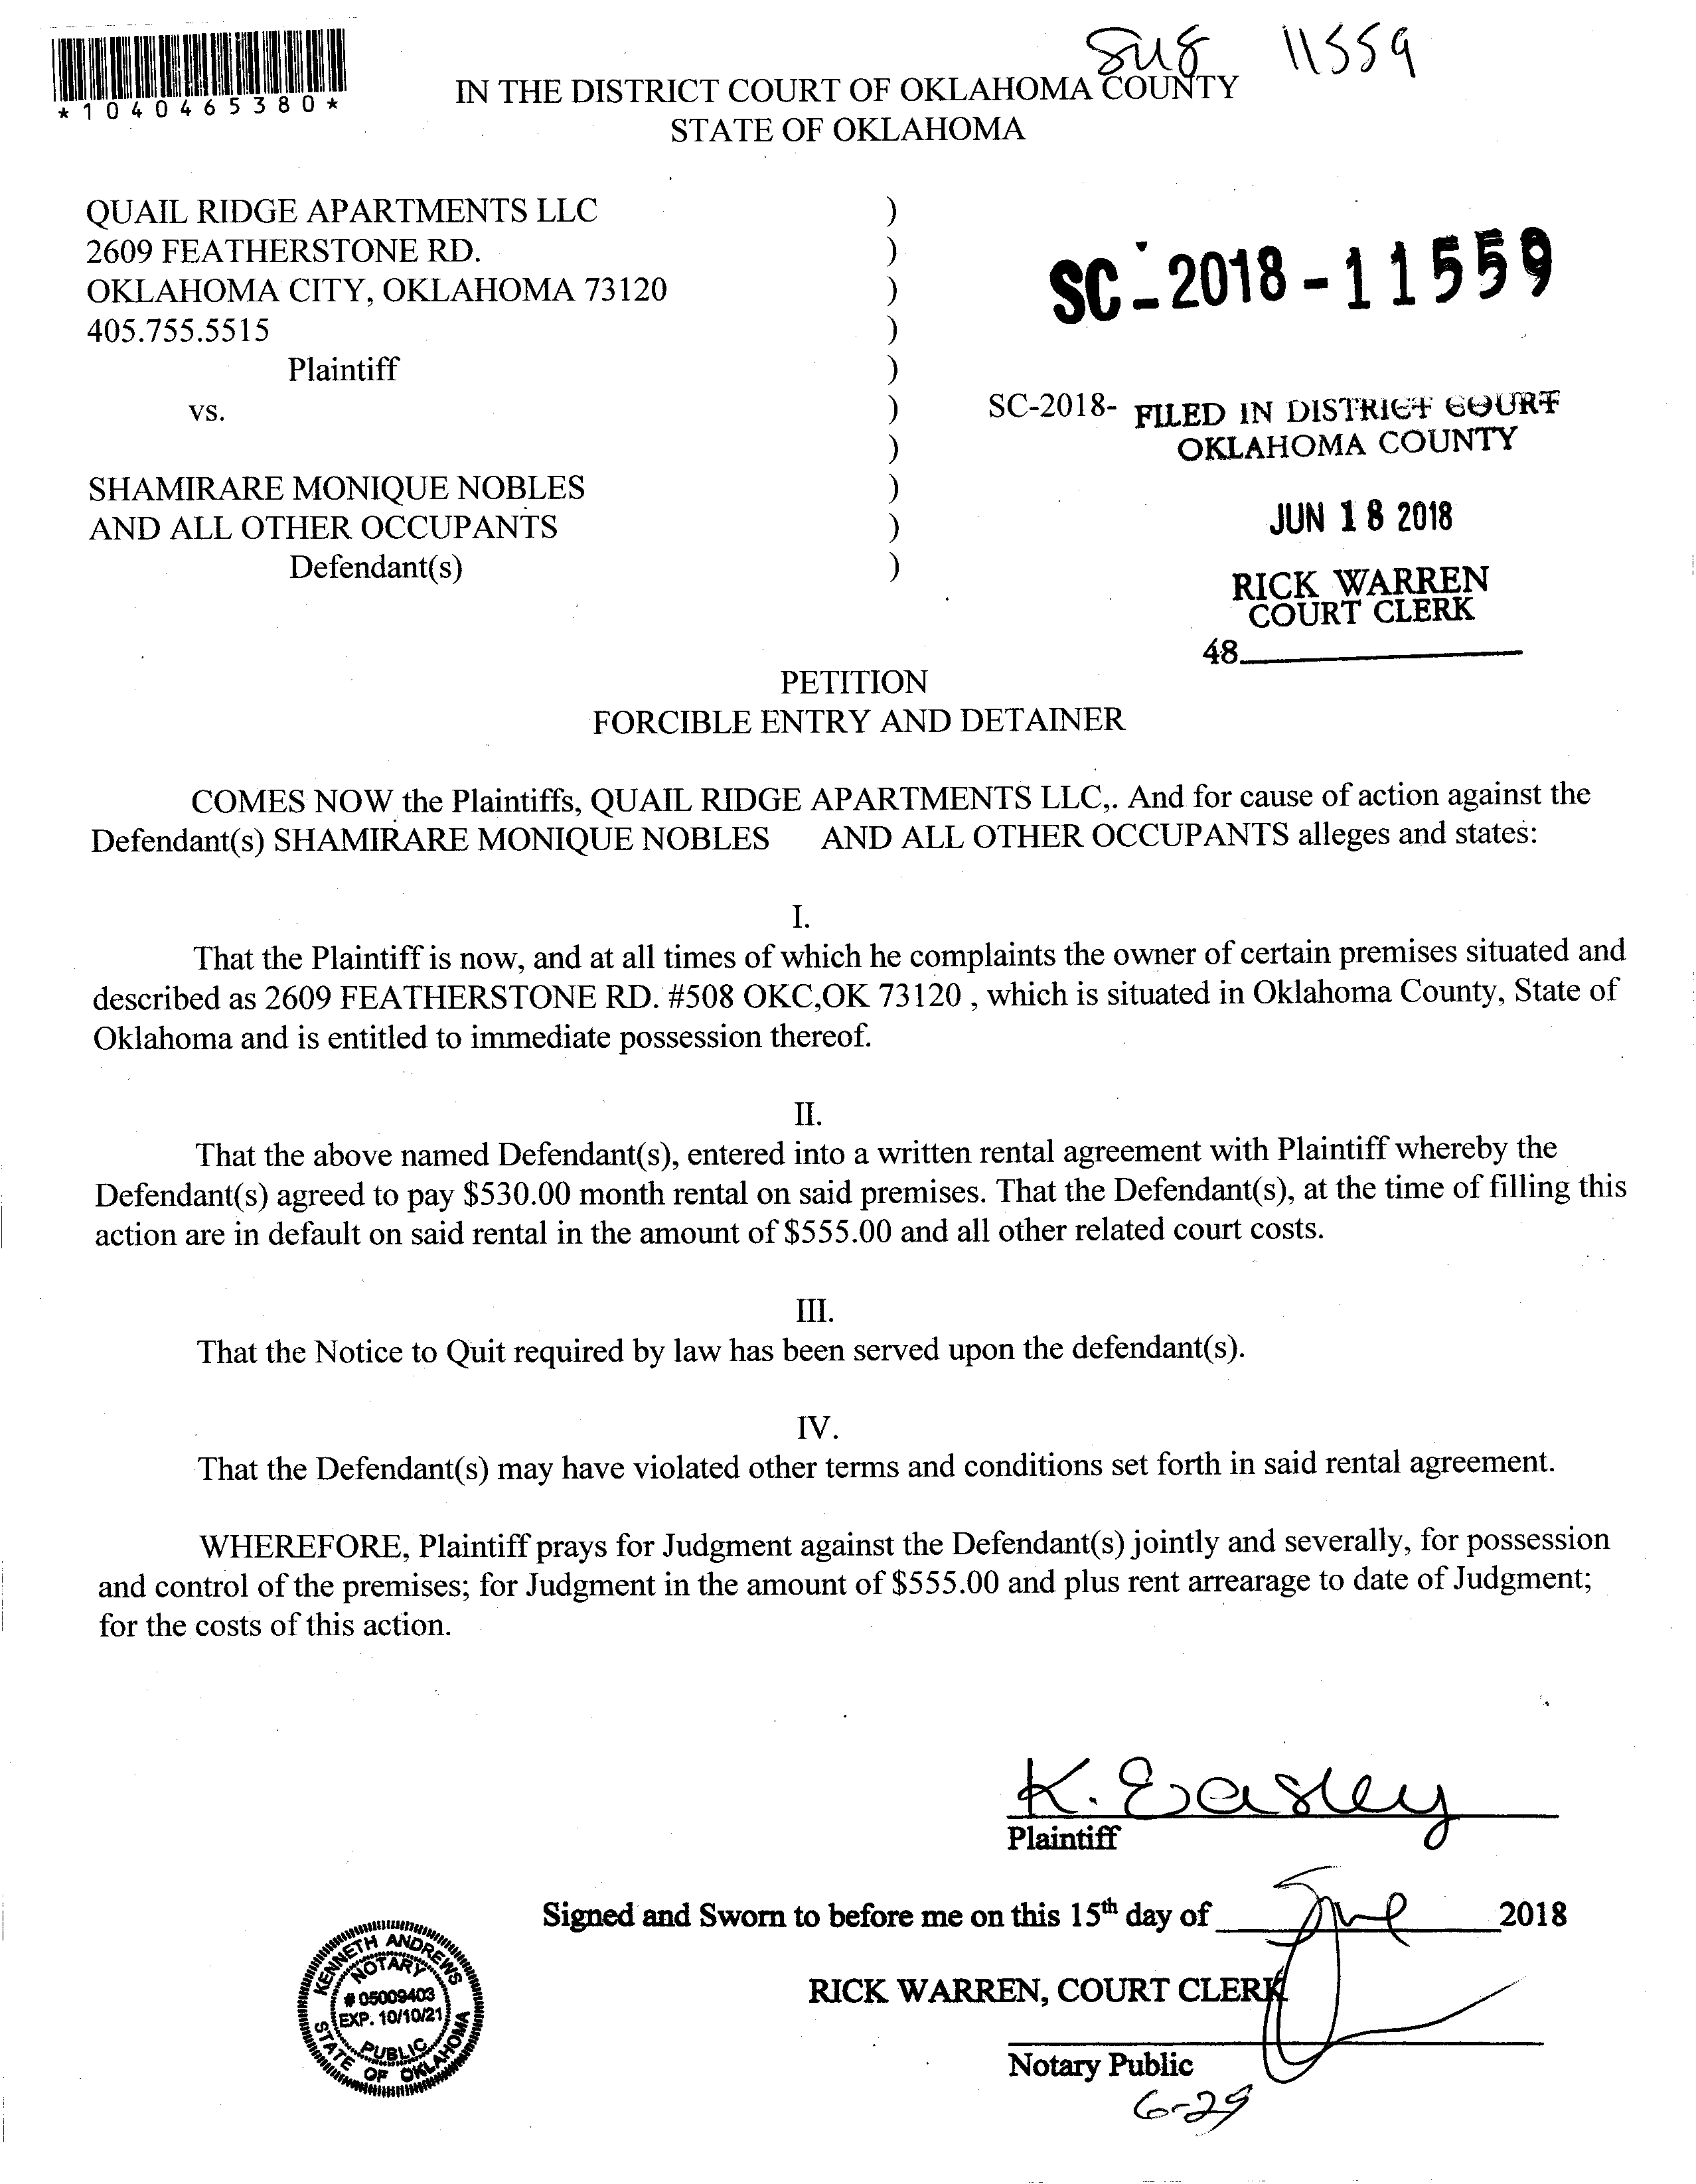 11559
*1040465380*
IN THE DISTRICT COURT OF OKLAHOMA COUNTY
STATE OF OKLAHOMA
QUAIL RIDGE APARTMENTS LLC )
2609 FEATHERSTONE RD. )
OKLAHOMA CITY, OKLAHOMA 73120 )
405.755.5515 )
Plaintiff )
vs. )
)
SHAMIRARE MONIQUE NOBLES )
AND ALL OTHER OCCUPANTS )
Defendant(s) )
SC-2018-11559
SC-2018- FILED IN DISTRICT COURT
OKLAHOMA COUNTY
JUN 18 2018
RICK WARREN
COURT CLERK
48
PETITION
FORCIBLE ENTRY AND DETAINER
COMES NOW the Plaintiffs, QUAIL RIDGE APARTMENTS LLC,. And for cause of action against the
Defendant(s) SHAMIRARE MONIQUE NOBLES AND ALL OTHER OCCUPANTS alleges and states:
I.
That the Plaintiff is now, and at all times of which he complaints the owner of certain premises situated and
described as 2609 FEATHERSTONE RD. #508 OKC,OK 73120 , which is situated in Oklahoma County, State of
Oklahoma and is entitled to immediate possession thereof.
II.
That the above named Defendant(s), entered into a written rental agreement with Plaintiff whereby the
Defendant(s) agreed to pay $530.00 month rental on said premises. That the Defendant(s), at the time of filling this
action are in default on said rental in the amount of $555.00 and all other related court costs.
III.
That the Notice to Quit required by law has been served upon the defendant(s).
IV.
That the Defendant(s) may have violated other terms and conditions set forth in said rental agreement.
WHEREFORE, Plaintiff prays for Judgment against the Defendant(s) jointly and severally, for possession
and control of the premises; for Judgment in the amount of $555.00 and plus rent arrearage to date of Judgment;
for the costs of this action.
K. Easley
Plaintiff
Signed and Sworn to before me on this 15th day of June 2018
RICK WARREN, COURT CLERK
Notary Public
6-29
KENNETH ANDREWS
NOTARY
# 05009403
EXP. 10/10/21
PUBLIC
STATE OF OKLAHOMA